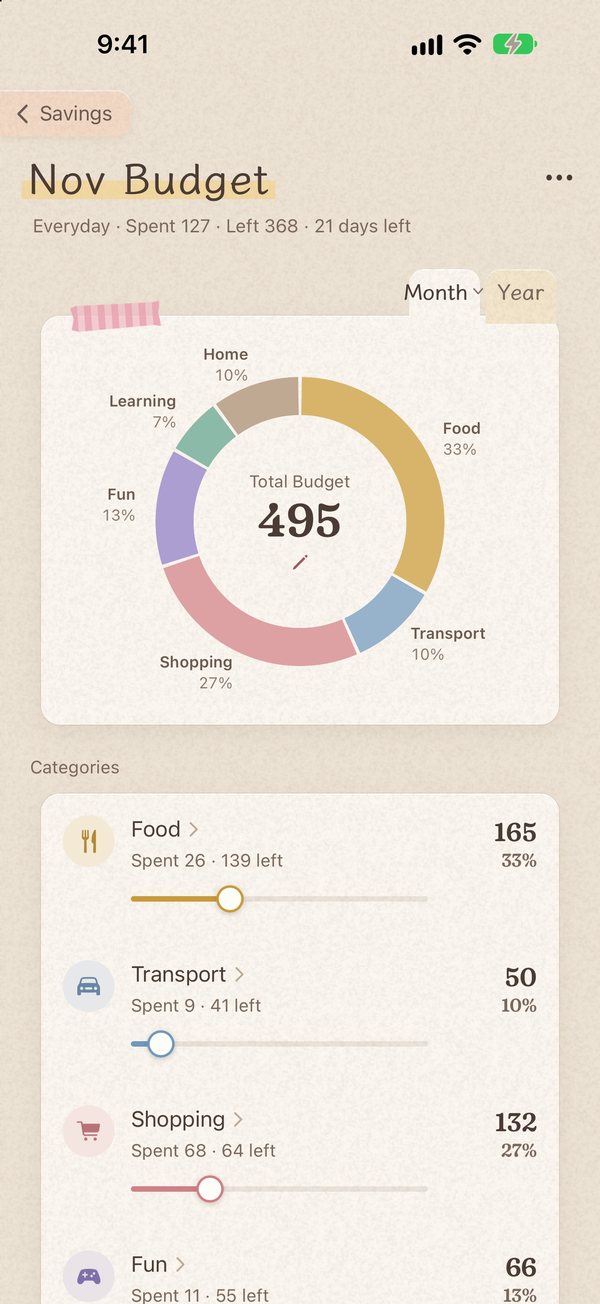 9:41
Savings
Nov Budget
Everyday · Spent 127 · Left 368 · 21 days left
Month Year
Home
10%
Learning
7%
Food
33%
Fun
13%
Total Budget
495
Transport
10%
Shopping
27%
Categories
Food 165
Spent 26 · 139 left 33%
Transport 50
Spent 9 · 41 left 10%
Shopping 132
Spent 68 · 64 left 27%
Fun 66
Spent 11 · 55 left 13%